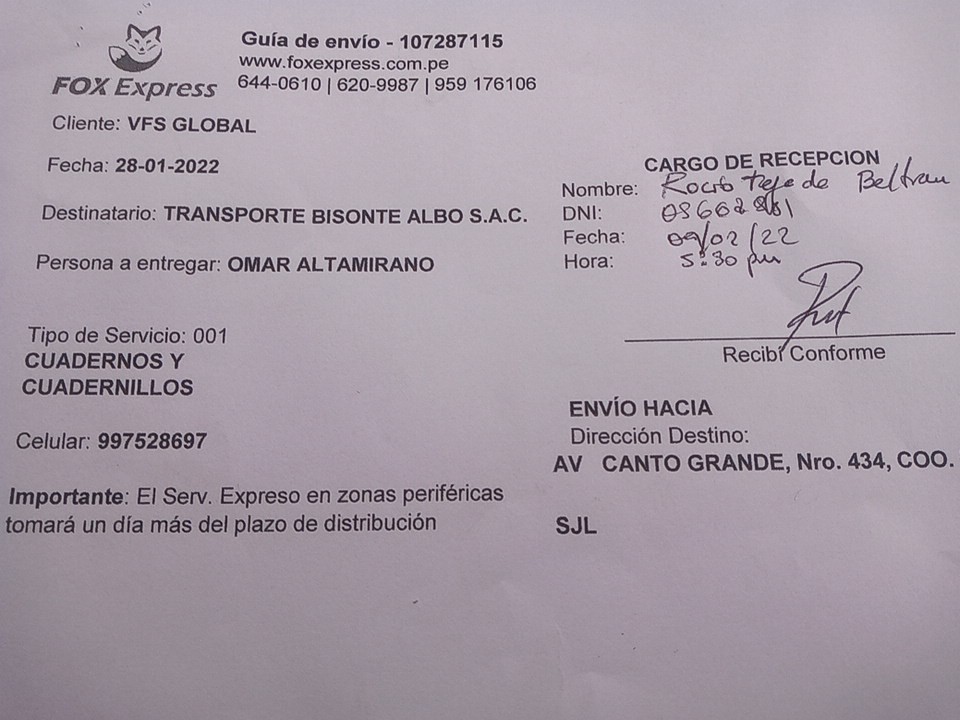 FOX Express
Guía de envío - 107287115
www.foxexpress.com.pe
644-0610 | 620-9987 | 959 176106
Cliente: VFS GLOBAL
Fecha: 28-01-2022
Destinatario: TRANSPORTE BISONTE ALBO S.A.C.
Persona a entregar: OMAR ALTAMIRANO
Tipo de Servicio: 001
CUADERNOS Y
CUADERNILLOS
Celular: 997528697
Importante: El Serv. Expreso en zonas periféricas
tomará un día más del plazo de distribución
CARGO DE RECEPCION
Nombre: Rocío de Beltran
DNI:
Fecha: 09/02/22
Hora: 5:30 pm
Recibí Conforme
ENVÍO HACIA
Dirección Destino:
AV CANTO GRANDE, Nro. 434, COO.
SJL